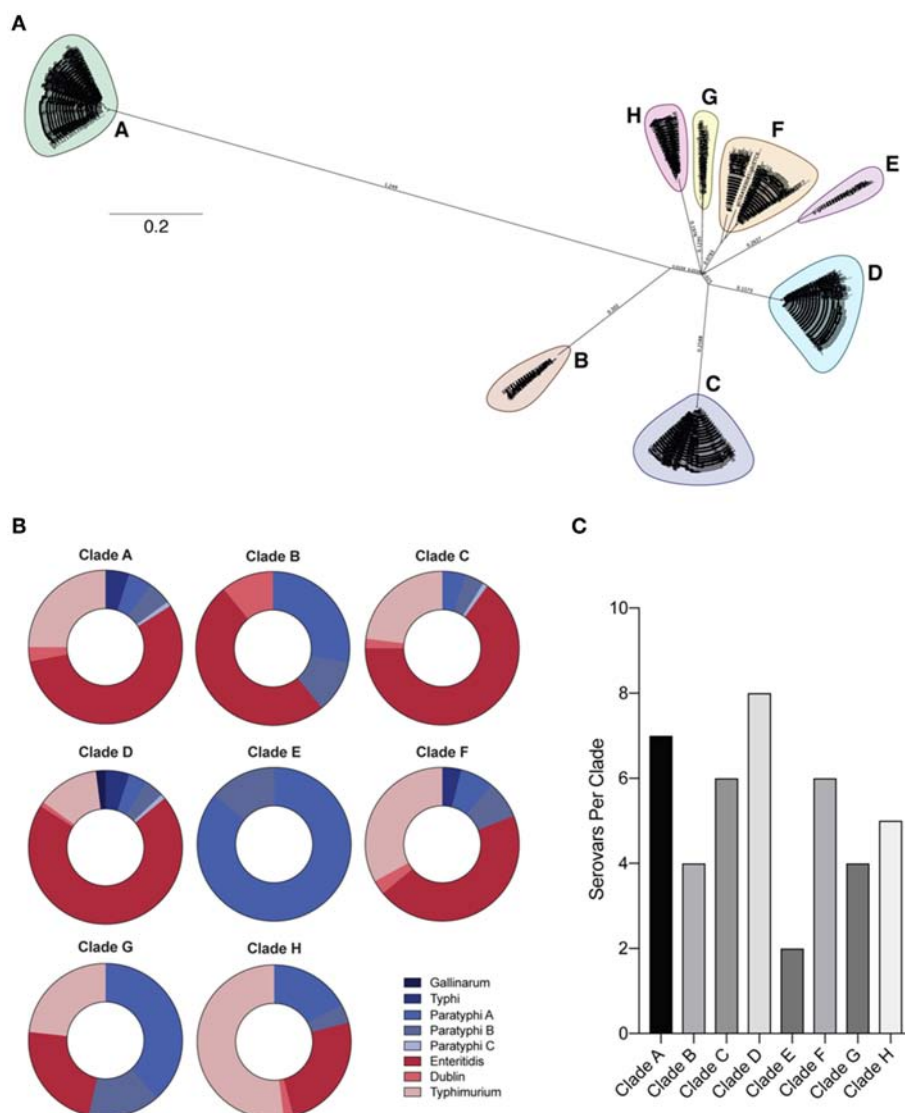 A
A
H
G
F
E
D
C
B
0.2
B
Clade A
Clade B
Clade C
Clade D
Clade E
Clade F
Clade G
Clade H
Gallinarum
Typhi
Paratyphi A
Paratyphi B
Paratyphi C
Enteritidis
Dublin
Typhimurium
C
Serovars Per Clade
10
8
6
4
2
0
Clade A
Clade B
Clade C
Clade D
Clade E
Clade F
Clade G
Clade H